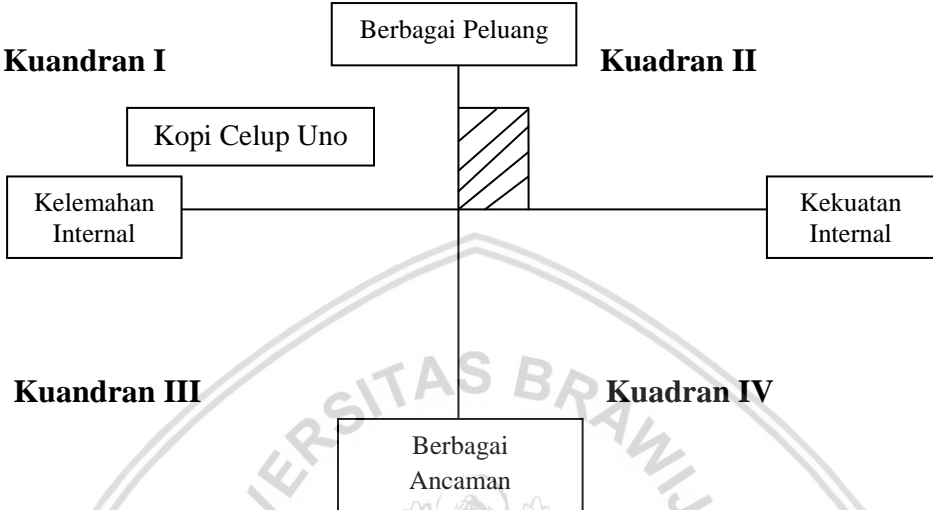 Berbagai Peluang
Kuandran I
Kuadran II
Kopi Celup Uno
Kelemahan
Internal
Kekuatan
Internal
Kuandran III
Kuadran IV
Berbagai
Ancaman